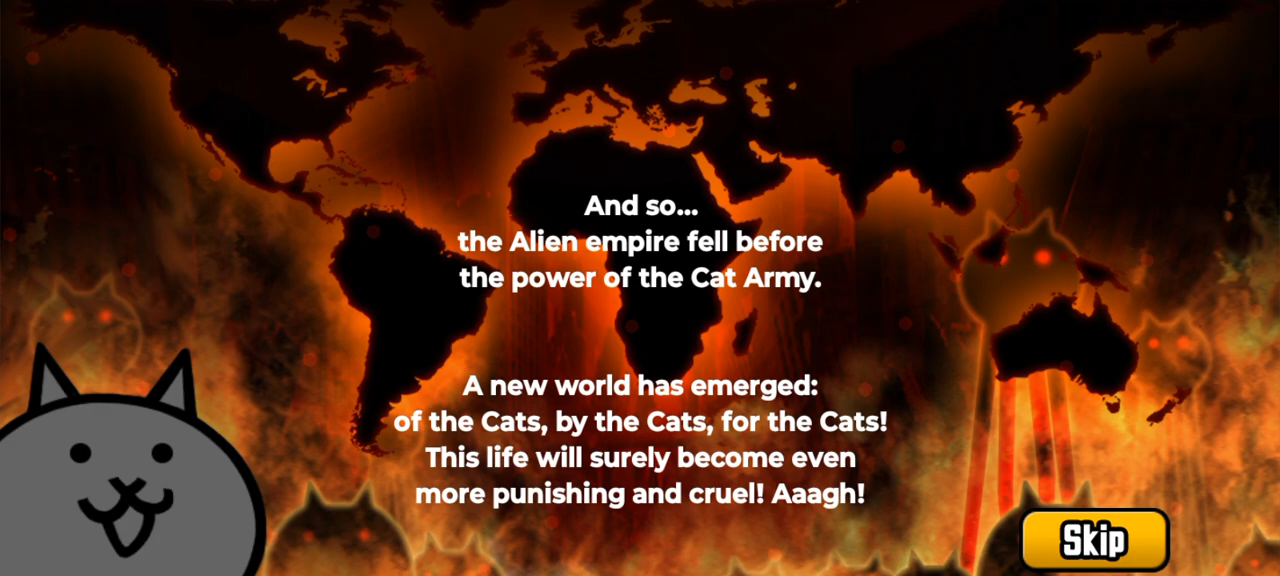 And so...
the Alien empire fell before
the power of the Cat Army.
A new world has emerged:
of the Cats, by the Cats, for the Cats!
This life will surely become even
more punishing and cruel! Aaagh!
Skip